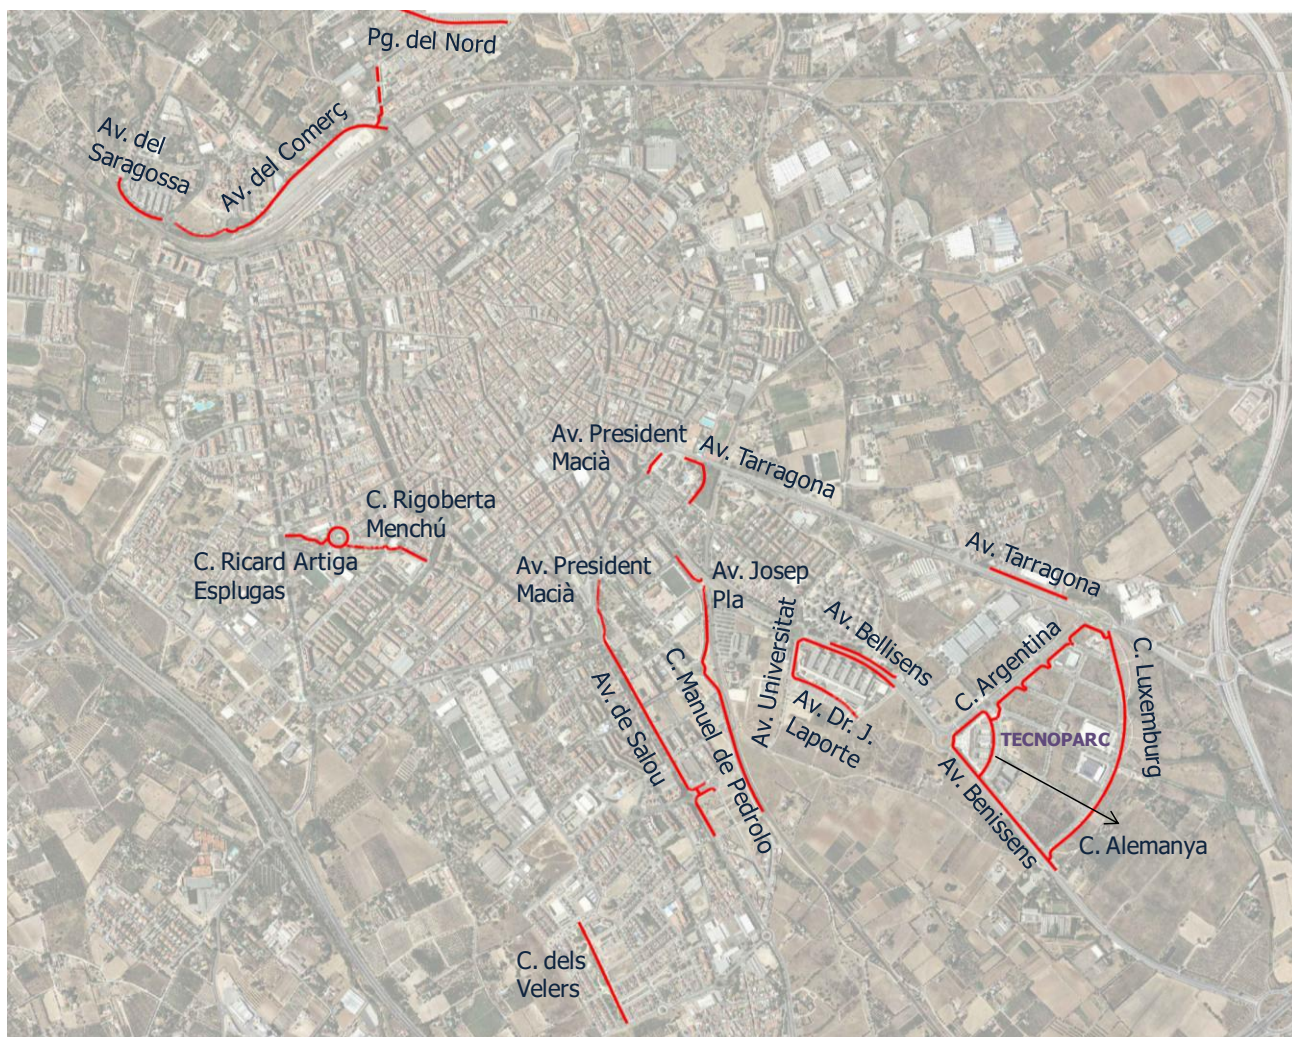 Pg. del Nord
Av. del
Saragossa
Av. del Comerç
Av. President
Macià
Av. Tarragona
C. Rigoberta
Menchú
C. Ricard Artiga
Esplugas
Av. President
Macià
Av. Josep
Pla
Av. Tarragona
Av. Universitat
Av. Bellisens
C. Argentina
C. Luxemburg
Av. de Salou
C. Manuel de Pedrolo
Av. Dr. J.
Laporte
TECNOPARC
Av. Benissens
C. Alemanya
C. dels
Velers